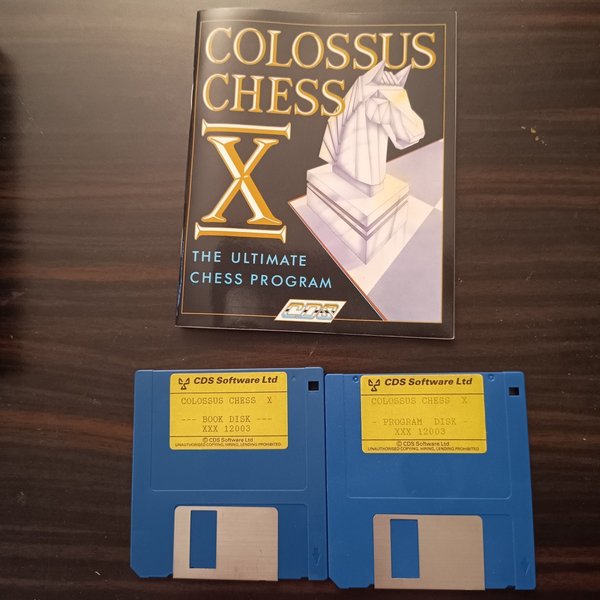 COLOSSUS
CHESS
X
THE ULTIMATE
CHESS PROGRAM
CDS
CDS Software Ltd
COLOSSUS CHESS X
--- BOOK DISK ---
XXX 12003
© CDS Software Ltd
UNAUTHORISED COPYING, HIRING, LENDING PROHIBITED
CDS Software Ltd
COLOSSUS CHESS X
- PROGRAM DISK -
XXX 12003
© CDS Software Ltd
UNAUTHORISED COPYING, HIRING, LENDING PROHIBITED